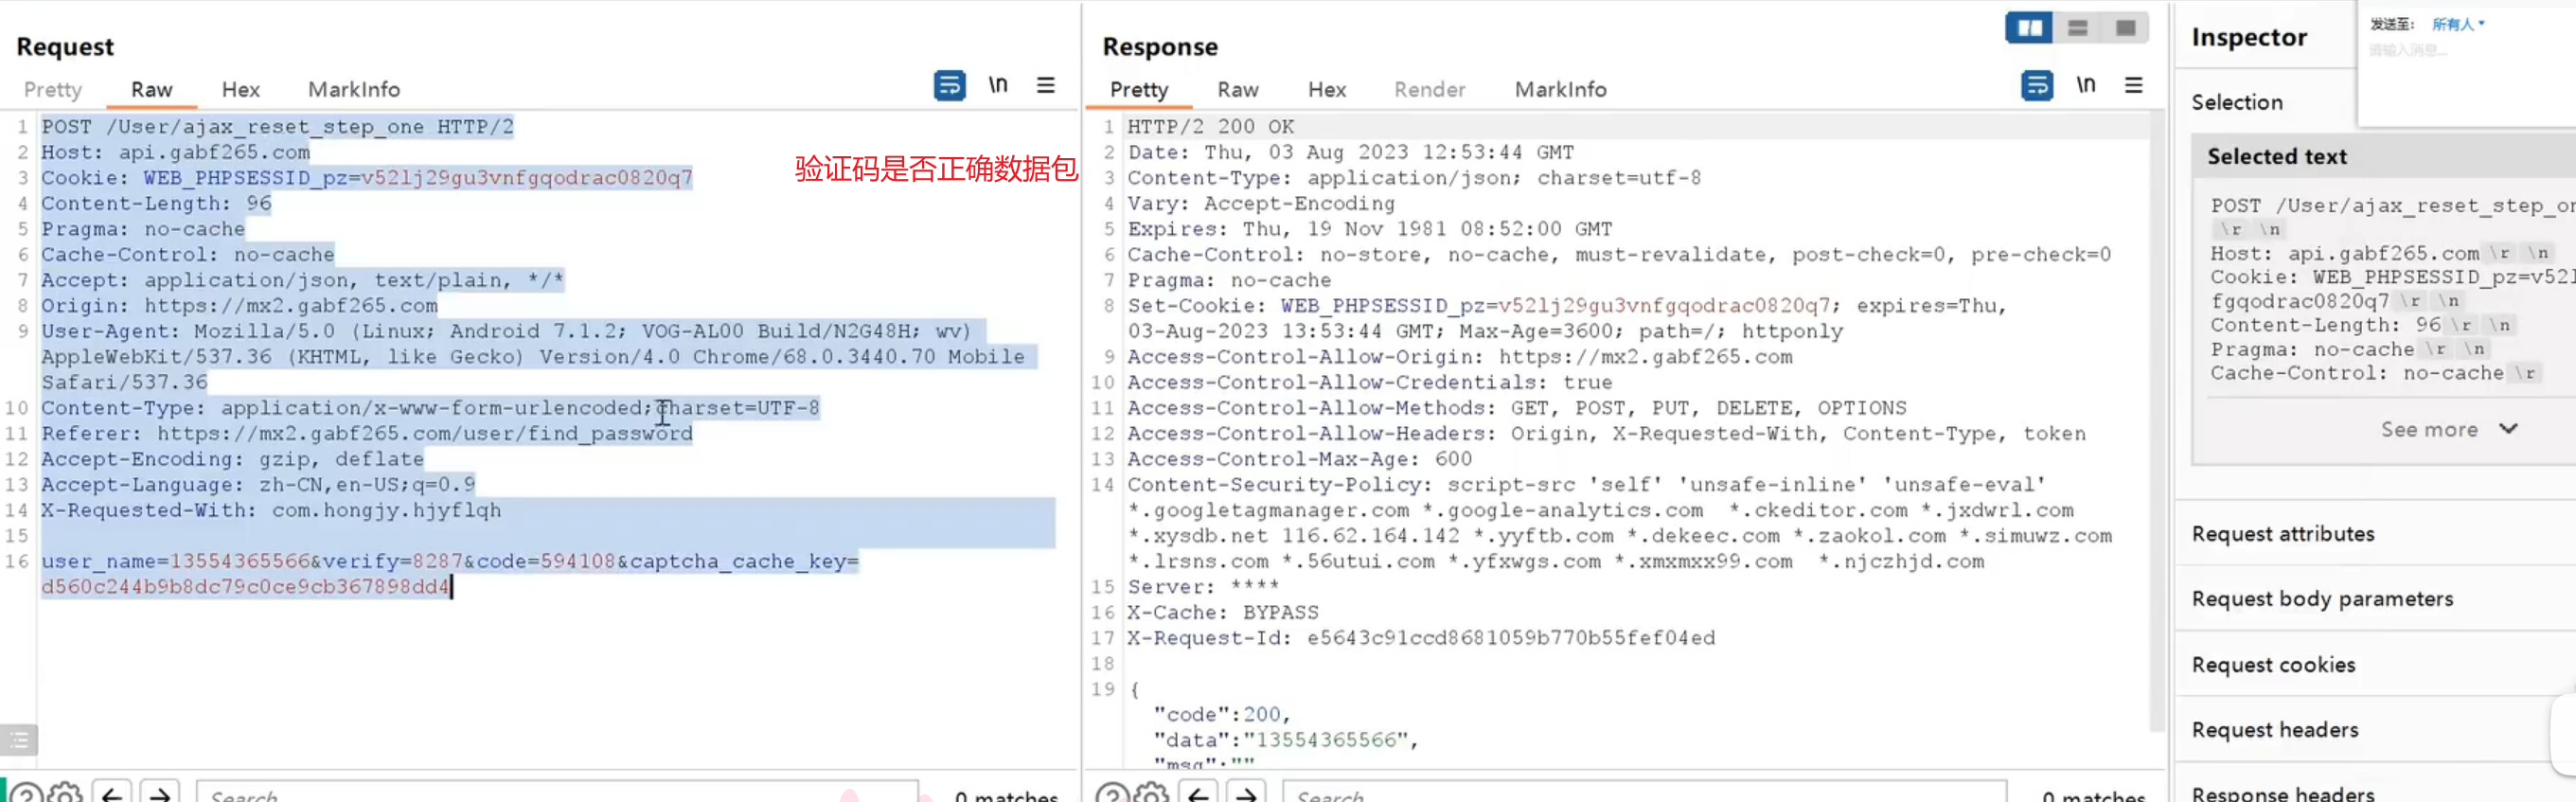 Request
Pretty Raw Hex MarkInfo \n
1 POST /User/ajax_reset_step_one HTTP/2
2 Host: api.gabf265.com
3 Cookie: WEB_PHPSESSID_pz=v52lj29gu3vnfgqodrac0820q7
4 Content-Length: 96
5 Pragma: no-cache
6 Cache-Control: no-cache
7 Accept: application/json, text/plain, */*
8 Origin: https://mx2.gabf265.com
9 User-Agent: Mozilla/5.0 (Linux; Android 7.1.2; VOG-AL00 Build/N2G48H; wv)
AppleWebKit/537.36 (KHTML, like Gecko) Version/4.0 Chrome/68.0.3440.70 Mobile
Safari/537.36
10 Content-Type: application/x-www-form-urlencoded;charset=UTF-8
11 Referer: https://mx2.gabf265.com/user/find_password
12 Accept-Encoding: gzip, deflate
13 Accept-Language: zh-CN,en-US;q=0.9
14 X-Requested-With: com.hongjy.hjyflqh
15
16 user_name=13554365566&verify=8287&code=594108&captcha_cache_key=
d560c244b9b8dc79c0ce9cb367898dd4
验证码是否正确数据包
Search
0 matches
Response
Pretty Raw Hex Render MarkInfo \n
1 HTTP/2 200 OK
2 Date: Thu, 03 Aug 2023 12:53:44 GMT
3 Content-Type: application/json; charset=utf-8
4 Vary: Accept-Encoding
5 Expires: Thu, 19 Nov 1981 08:52:00 GMT
6 Cache-Control: no-store, no-cache, must-revalidate, post-check=0, pre-check=0
7 Pragma: no-cache
8 Set-Cookie: WEB_PHPSESSID_pz=v52lj29gu3vnfgqodrac0820q7; expires=Thu,
03-Aug-2023 13:53:44 GMT; Max-Age=3600; path=/; httponly
9 Access-Control-Allow-Origin: https://mx2.gabf265.com
10 Access-Control-Allow-Credentials: true
11 Access-Control-Allow-Methods: GET, POST, PUT, DELETE, OPTIONS
12 Access-Control-Allow-Headers: Origin, X-Requested-With, Content-Type, token
13 Access-Control-Max-Age: 600
14 Content-Security-Policy: script-src 'self' 'unsafe-inline' 'unsafe-eval'
*.googletagmanager.com *.google-analytics.com *.ckeditor.com *.jxdwrl.com
*.xysdb.net 116.62.164.142 *.yyftb.com *.dekeec.com *.zaokol.com *.simuwz.com
*.lrsns.com *.56utui.com *.yfxwgs.com *.xmxmxx99.com *.njczhjd.com
15 Server: ****
16 X-Cache: BYPASS
17 X-Request-Id: e5643c91ccd8681059b770b55fef04ed
18
19 {
"code":200,
"data":"13554365566",
"msg":""
Search
0 matches
Inspector
发送至: 所有人
请输入消息...
Selection
Selected text
POST /User/ajax_reset_step_on
\r \n
Host: api.gabf265.com \r \n
Cookie: WEB_PHPSESSID_pz=v52l
fgqodrac0820q7 \r \n
Content-Length: 96 \r \n
Pragma: no-cache \r \n
Cache-Control: no-cache \r
See more
Request attributes
Request body parameters
Request cookies
Request headers
Response headers